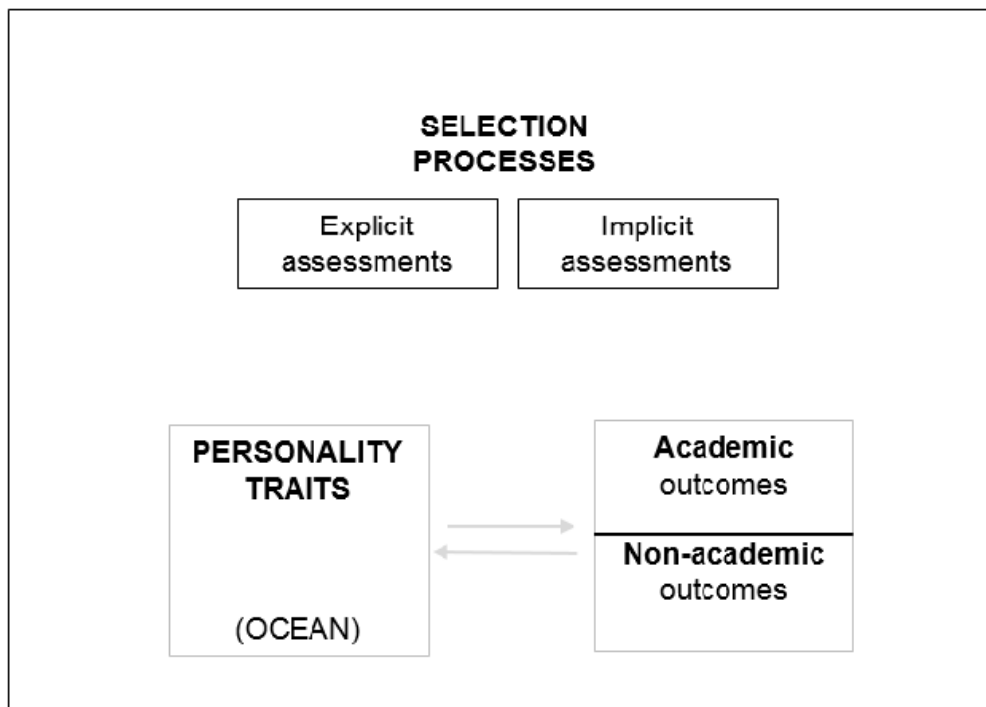 SELECTION
PROCESSES
Explicit
assessments
Implicit
assessments
PERSONALITY
TRAITS
(OCEAN)
Academic
outcomes
Non-academic
outcomes